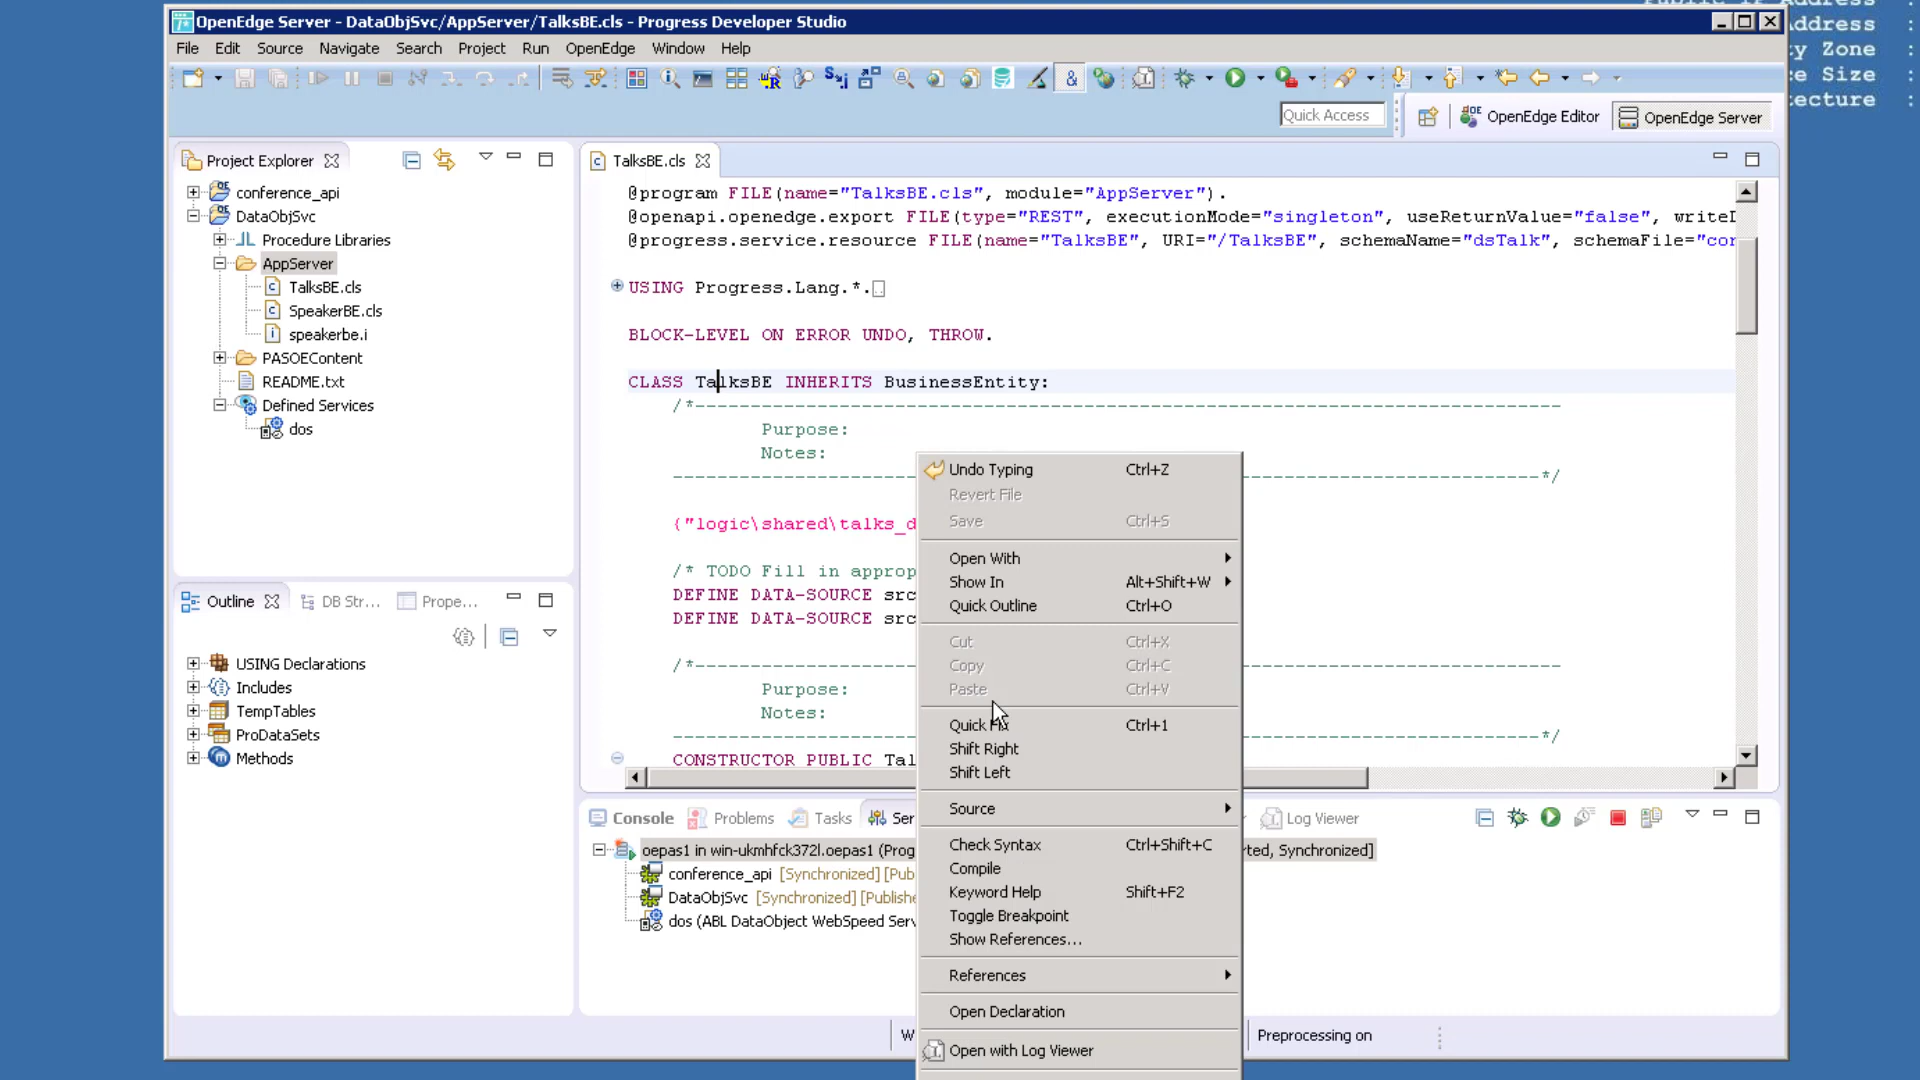 Public IP Address :
Address :
y Zone :
e Size :
tecture :
OpenEdge Server - DataObjSvc/AppServer/TalksBE.cls - Progress Developer Studio
File Edit Source Navigate Search Project Run OpenEdge Window Help
Quick Access
OpenEdge Editor
OpenEdge Server
Project Explorer
conference_api
DataObjSvc
Procedure Libraries
AppServer
TalksBE.cls
SpeakerBE.cls
speakerbe.i
PASOEContent
README.txt
Defined Services
dos
Outline
DB Str...
Prope...
USING Declarations
Includes
TempTables
ProDataSets
Methods
TalksBE.cls
@program FILE(name="TalksBE.cls", module="AppServer").
@openapi.openedge.export FILE(type="REST", executionMode="singleton", useReturnValue="false", writeD
@progress.service.resource FILE(name="TalksBE", URI="/TalksBE", schemaName="dsTalk", schemaFile="cor
USING Progress.Lang.*.
BLOCK-LEVEL ON ERROR UNDO, THROW.
CLASS TalksBE INHERITS BusinessEntity:
/*------------------------------------------------------------------------------
Purpose:
Notes:
------------------------------------------------------------------------------*/
{"logic\shared\talks_d
/* TODO Fill in approp
DEFINE DATA-SOURCE src
DEFINE DATA-SOURCE src
/*------------------------------------------------------------------------------
Purpose:
Notes:
------------------------------------------------------------------------------*/
CONSTRUCTOR PUBLIC Tal
Undo Typing Ctrl+Z
Revert File
Save Ctrl+S
Open With
Show In Alt+Shift+W
Quick Outline Ctrl+O
Cut Ctrl+X
Copy Ctrl+C
Paste Ctrl+V
Quick Fix Ctrl+1
Shift Right
Shift Left
Source
Check Syntax Ctrl+Shift+C
Compile
Keyword Help Shift+F2
Toggle Breakpoint
Show References...
References
Open Declaration
Open with Log Viewer
Console
Problems
Tasks
Ser
Log Viewer
oepas1 in win-ukmhfck372l.oepas1 (Prog
ted, Synchronized]
conference_api [Synchronized] [Pub
DataObjSvc [Synchronized] [Publishe
dos (ABL DataObject WebSpeed Serv
W
Preprocessing on